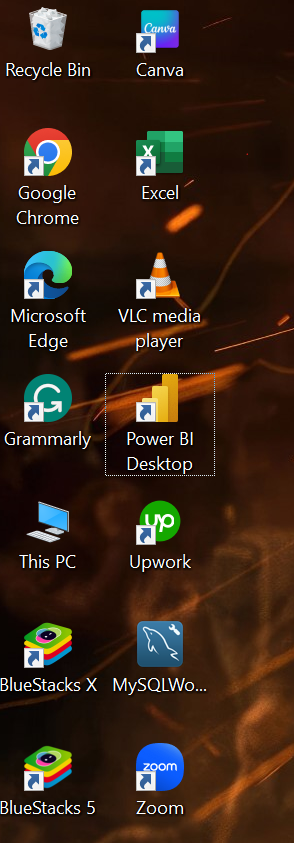 Recycle Bin
Canva
Canva
Google
Chrome
X
Excel
Microsoft
Edge
VLC media
player
Grammarly
Power BI
Desktop
This PC
up
Upwork
BlueStacks X
MySQLWo...
BlueStacks 5
zoom
Zoom